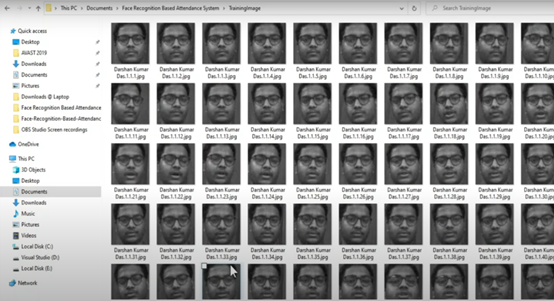 This PC > Documents > Face Recognition Based Attendance System > TrainingImage
Search TrainingImage
Quick access
Desktop
AVAST 2019
Downloads
Documents
Pictures
Downloads @ Laptop
Face Recognition Based Attendance
Face-Recognition-Based-Attendanc
OBS Studio Screen recordings
OneDrive
This PC
3D Objects
Desktop
Documents
Downloads
Music
Pictures
Videos
Local Disk (C:)
Visual Studio (D:)
Local Disk (E:)
Network
Darshan Kumar Darshan Kumar Darshan Kumar Darshan Kumar Darshan Kumar Darshan Kumar Darshan Kumar Darshan Kumar Darshan Kumar Darshan Kum
Das.1.1.1.jpg Das.1.1.2.jpg Das.1.1.3.jpg Das.1.1.4.jpg Das.1.1.5.jpg Das.1.1.6.jpg Das.1.1.7.jpg Das.1.1.8.jpg Das.1.1.9.jpg Das.1.1.10.jp
Darshan Kumar Darshan Kumar Darshan Kumar Darshan Kumar Darshan Kumar Darshan Kumar Darshan Kumar Darshan Kumar Darshan Kumar Darshan Kum
Das.1.1.11.jpg Das.1.1.12.jpg Das.1.1.13.jpg Das.1.1.14.jpg Das.1.1.15.jpg Das.1.1.16.jpg Das.1.1.17.jpg Das.1.1.18.jpg Das.1.1.19.jpg Das.1.1.20.jp
Darshan Kumar Darshan Kumar Darshan Kumar Darshan Kumar Darshan Kumar Darshan Kumar Darshan Kumar Darshan Kumar Darshan Kumar Darshan Kum
Das.1.1.21.jpg Das.1.1.22.jpg Das.1.1.23.jpg Das.1.1.24.jpg Das.1.1.25.jpg Das.1.1.26.jpg Das.1.1.27.jpg Das.1.1.28.jpg Das.1.1.29.jpg Das.1.1.30.jp
Darshan Kumar Darshan Kumar Darshan Kumar Darshan Kumar Darshan Kumar Darshan Kumar Darshan Kumar Darshan Kumar Darshan Kumar Darshan Kum
Das.1.1.31.jpg Das.1.1.32.jpg Das.1.1.33.jpg Das.1.1.34.jpg Das.1.1.35.jpg Das.1.1.36.jpg Das.1.1.37.jpg Das.1.1.38.jpg Das.1.1.39.jpg Das.1.1.40.jp